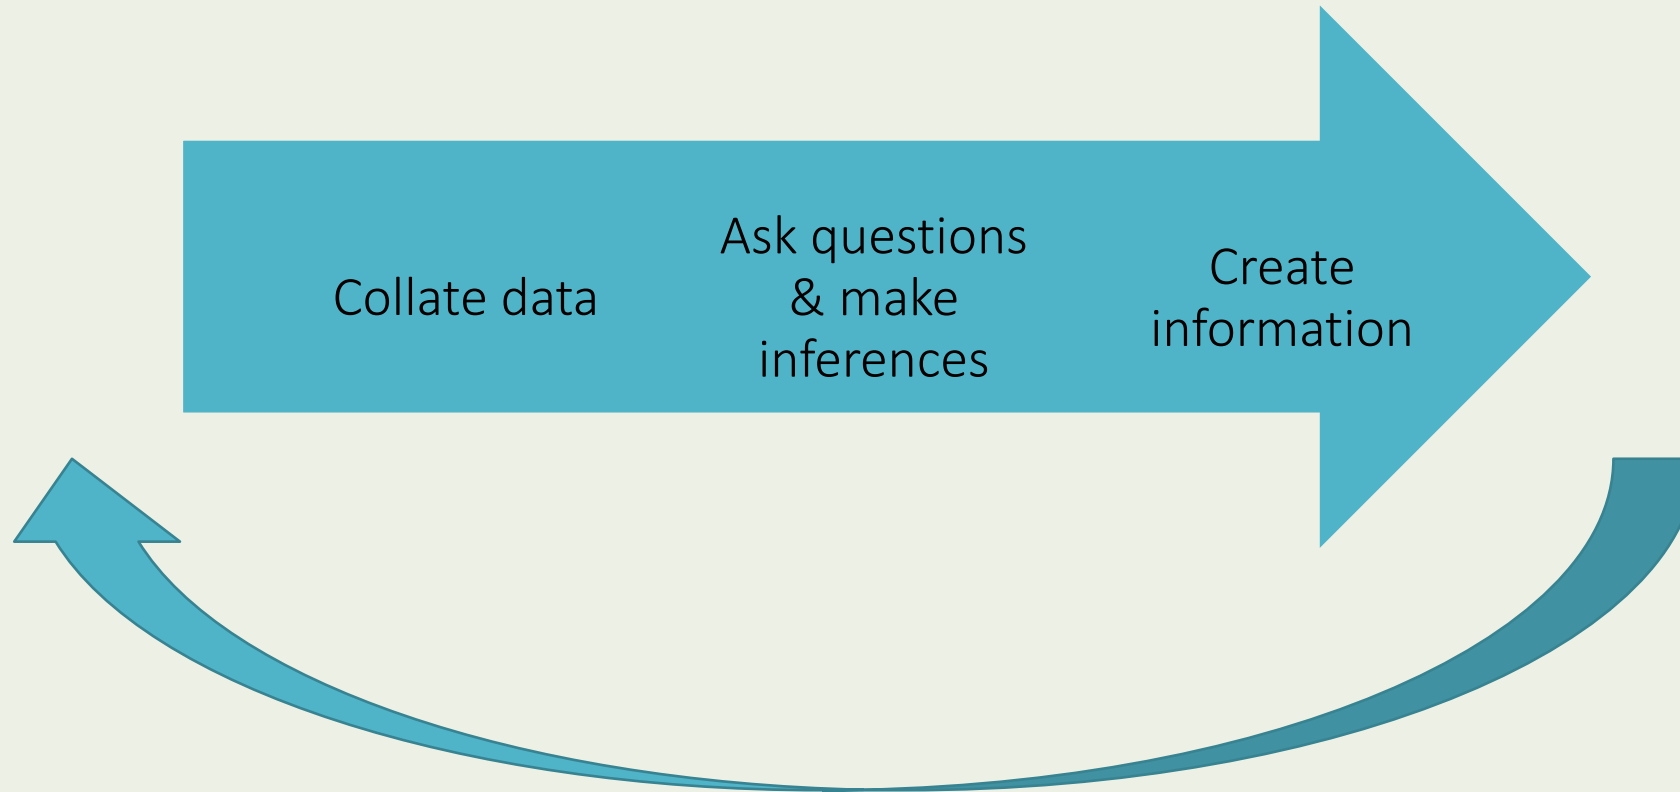 Collate data
Ask questions
& make
inferences
Create
information